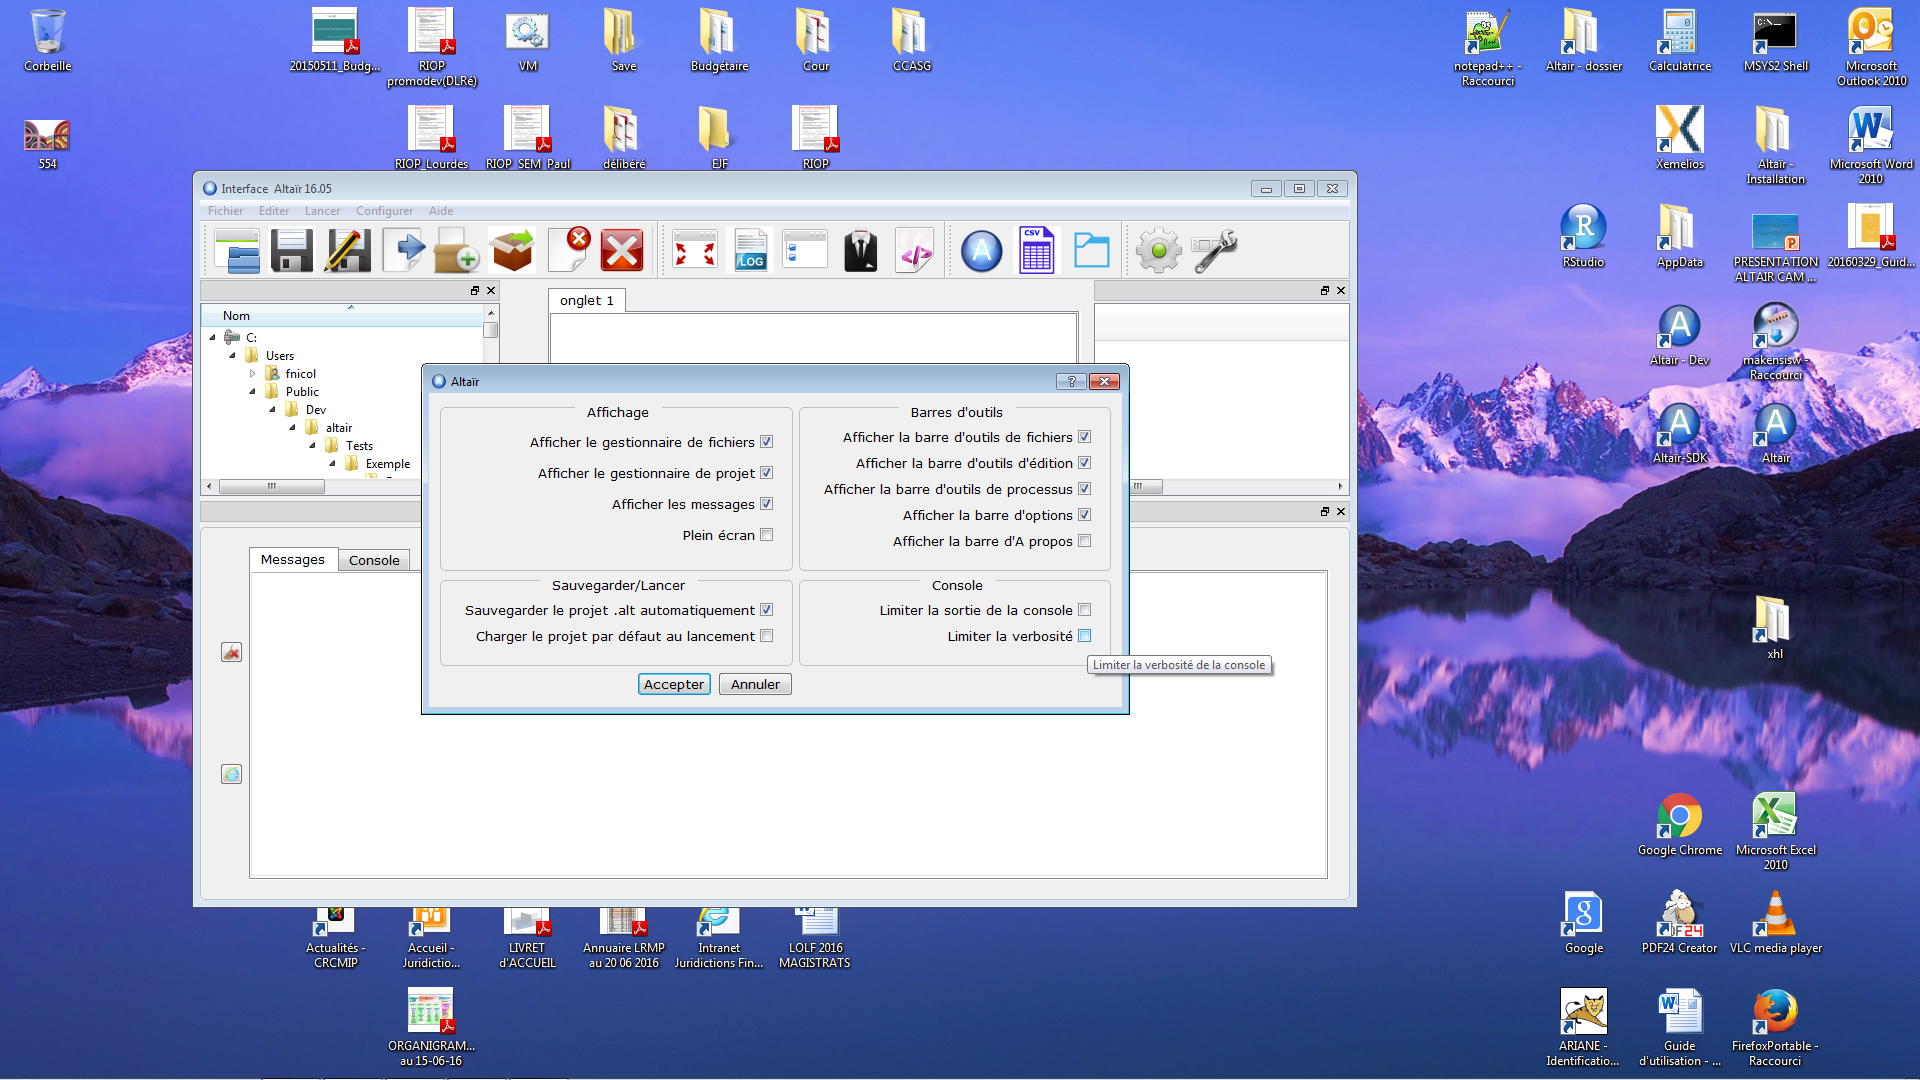 Corbeille
20150511_Budg...
RIOP
promodev(DLRé)
VM
Save
Budgétaire
Cour
CCASG
notepad++ -
Raccourci
Altair - dossier
Calculatrice
MSYS2 Shell
Microsoft
Outlook 2010
554
RIOP_Lourdes
RIOP_SEM_Paul
délibéré
EJF
RIOP
Xemelios
Altaïr -
Installation
Microsoft Word
2010
Interface Altaïr 16.05
Fichier Editer Lancer Configurer Aide
LOG
CSV
RStudio
AppData
PRESENTATION
ALTAIR CAM ...
20160329_Guid...
Nom
onglet 1
C:
Users
fnicol
Public
Dev
altair
Tests
Exemple
Altaïr - Dev
makensisw -
Raccourci
Altaïr-SDK
Altaïr
Altaïr
Affichage
Afficher le gestionnaire de fichiers
Afficher le gestionnaire de projet
Afficher les messages
Plein écran
Barres d'outils
Afficher la barre d'outils de fichiers
Afficher la barre d'outils d'édition
Afficher la barre d'outils de processus
Afficher la barre d'options
Afficher la barre d'A propos
Sauvegarder/Lancer
Sauvegarder le projet .alt automatiquement
Charger le projet par défaut au lancement
Console
Limiter la sortie de la console
Limiter la verbosité
Limiter la verbosité de la console
Accepter
Annuler
Messages
Console
xhl
Google Chrome
Microsoft Excel
2010
Actualités -
CRCMIP
Accueil -
Juridictio...
LIVRET
d'ACCUEIL
Annuaire LRMP
au 20 06 2016
Intranet
Juridictions Fin...
LOLF 2016
MAGISTRATS
Google
PDF24 Creator
VLC media player
ORGANIGRAM...
au 15-06-16
ARIANE -
Identificatio...
Guide
d'utilisation - ...
FirefoxPortable -
Raccourci